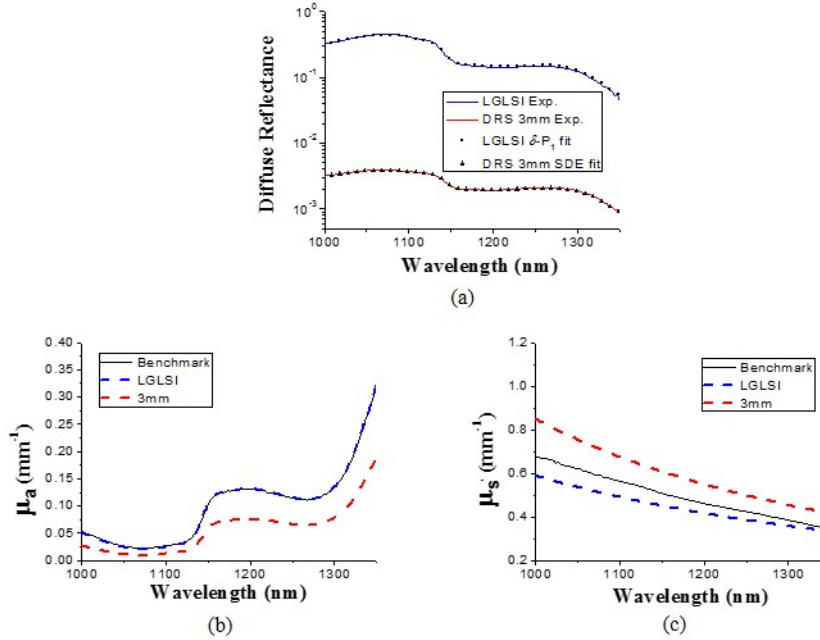 Diffuse Reflectance
10^0
10^-1
10^-2
10^-3
LGLSI Exp.
DRS 3mm Exp.
LGLSI δ-P_1 fit
DRS 3mm SDE fit
1000 1100 1200 1300
Wavelength (nm)
(a)
μ_a (mm^-1)
0.40
0.35
0.30
0.25
0.20
0.15
0.10
0.05
0.00
Benchmark
LGLSI
3mm
1000 1100 1200 1300
Wavelength (nm)
(b)
μ_s' (mm^-1)
1.2
1.0
0.8
0.6
0.4
0.2
Benchmark
LGLSI
3mm
1000 1100 1200 1300
Wavelength (nm)
(c)